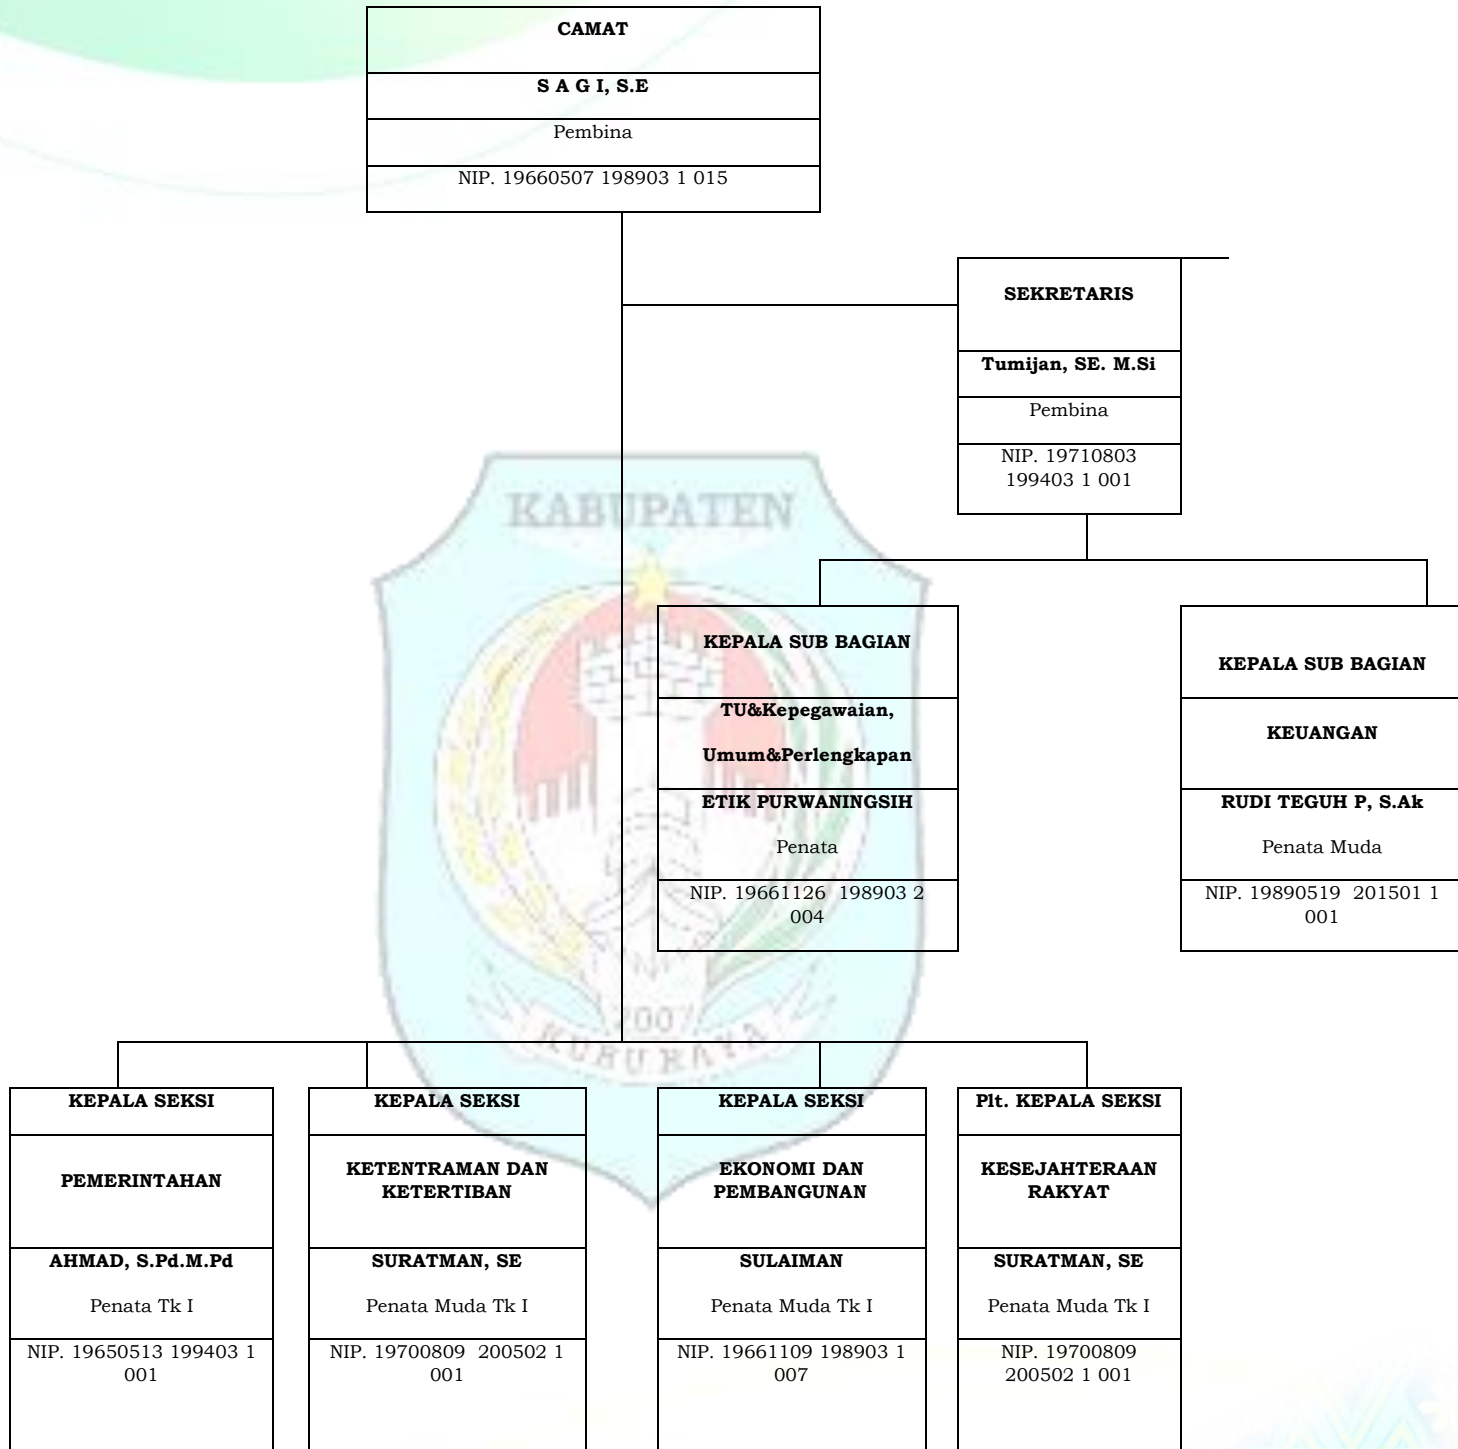 CAMAT
S A G I, S.E
Pembina
NIP. 19660507 198903 1 015
SEKRETARIS
Tumijan, SE. M.Si
Pembina
NIP. 19710803
199403 1 001
KABUPATEN
KEPALA SUB BAGIAN
TU&Kepegawaian,
Umum&Perlengkapan
ETIK PURWANINGSIH
Penata
NIP. 19661126 198903 2
004
KEPALA SUB BAGIAN
KEUANGAN
RUDI TEGUH P, S.Ak
Penata Muda
NIP. 19890519 201501 1
001
2007
KUBU RAYA
KEPALA SEKSI
PEMERINTAHAN
AHMAD, S.Pd.M.Pd
Penata Tk I
NIP. 19650513 199403 1
001
KEPALA SEKSI
KETENTRAMAN DAN
KETERTIBAN
SURATMAN, SE
Penata Muda Tk I
NIP. 19700809 200502 1
001
KEPALA SEKSI
EKONOMI DAN
PEMBANGUNAN
SULAIMAN
Penata Muda Tk I
NIP. 19661109 198903 1
007
Plt. KEPALA SEKSI
KESEJAHTERAAN
RAKYAT
SURATMAN, SE
Penata Muda Tk I
NIP. 19700809
200502 1 001